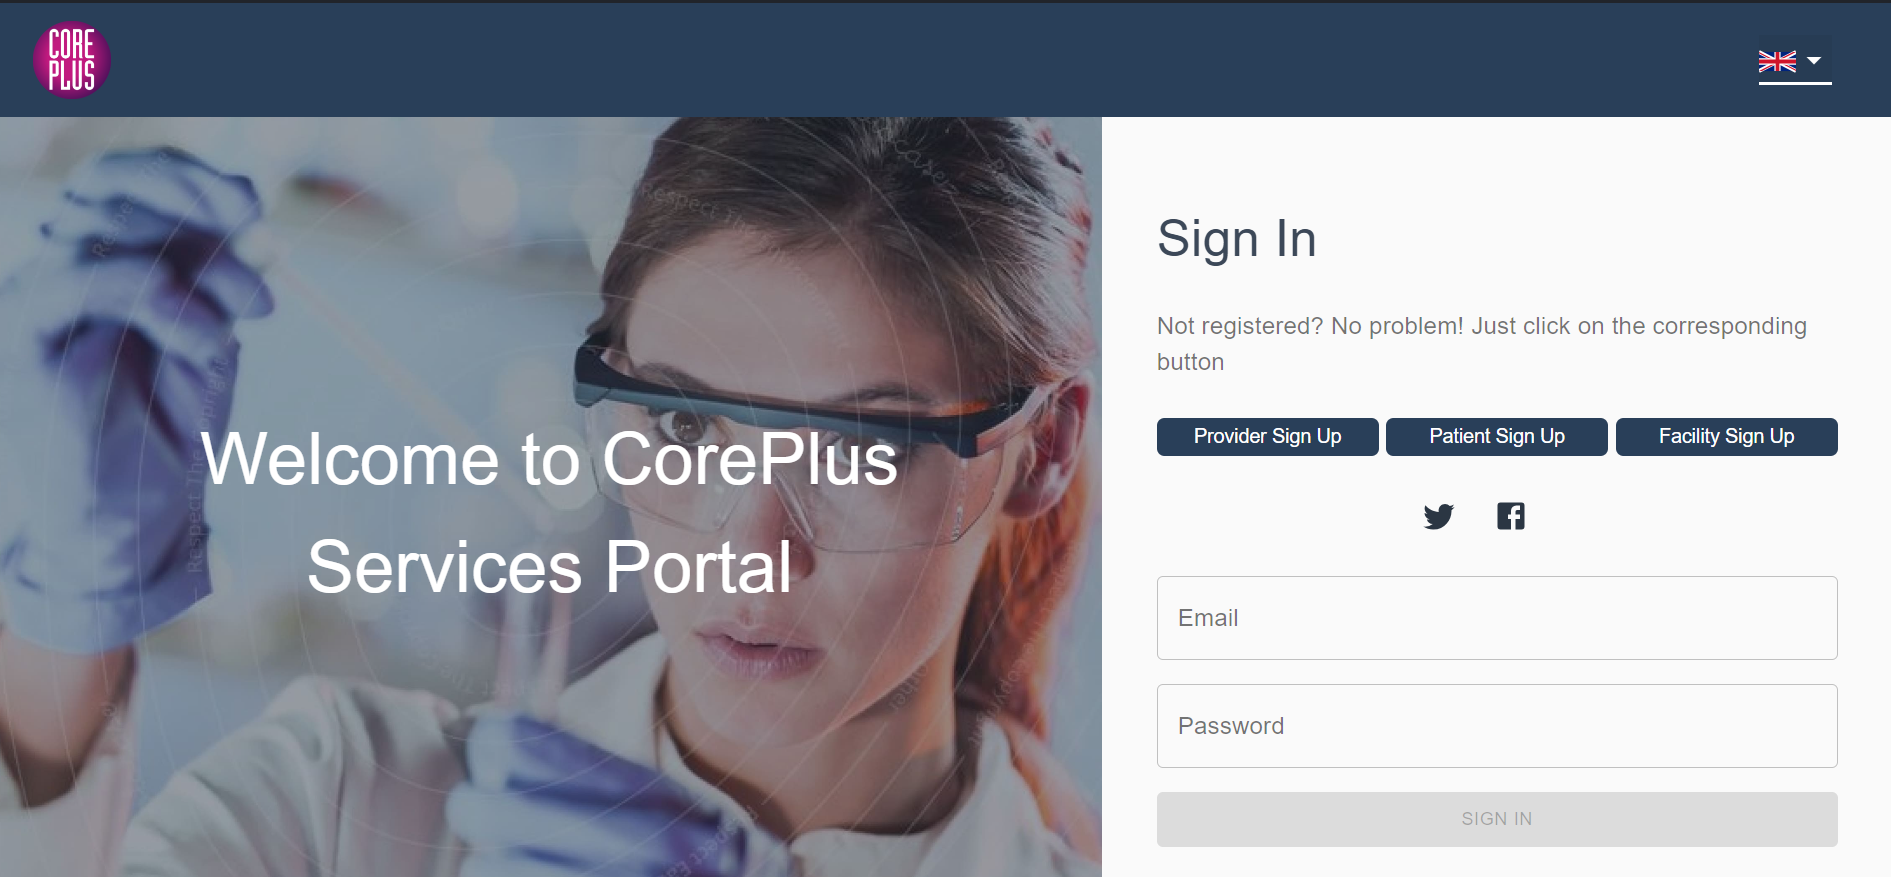 CORE
PLUS
Welcome to CorePlus
Services Portal
Sign In
Not registered? No problem! Just click on the corresponding
button
Provider Sign Up
Patient Sign Up
Facility Sign Up
Email
Password
SIGN IN